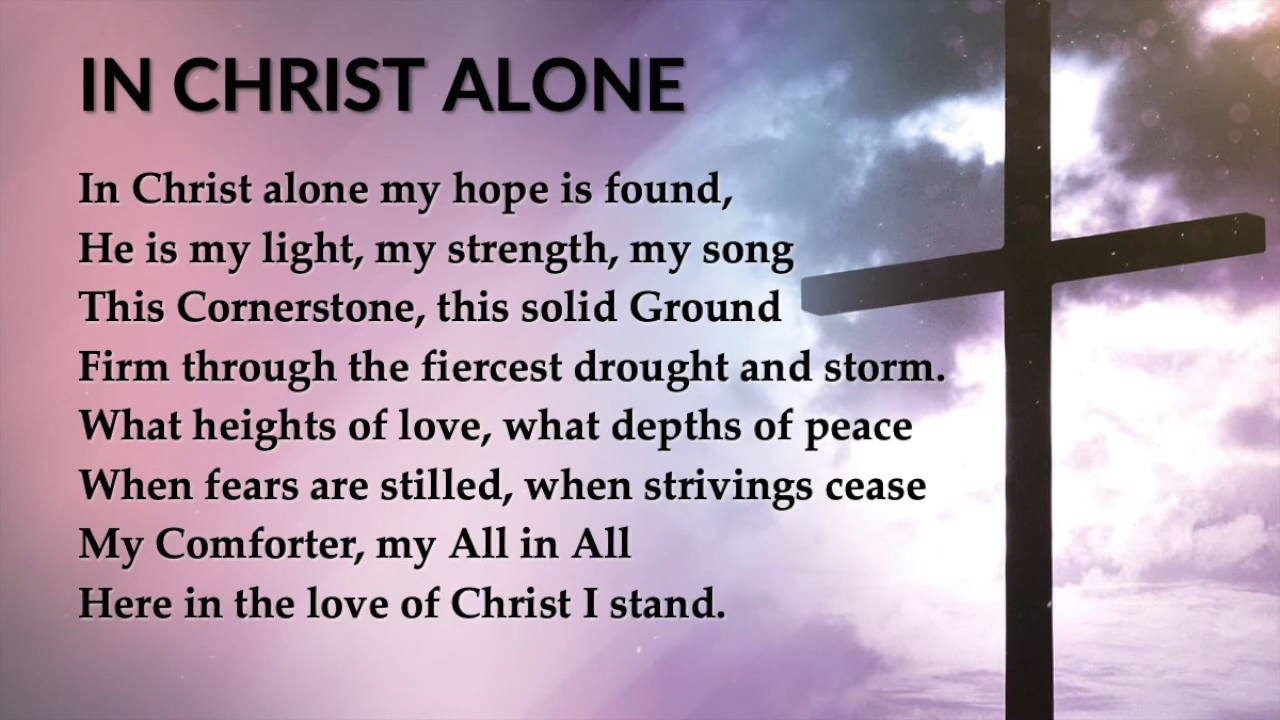 IN CHRIST ALONE
In Christ alone my hope is found,
He is my light, my strength, my song
This Cornerstone, this solid Ground
Firm through the fiercest drought and storm.
What heights of love, what depths of peace
When fears are stilled, when strivings cease
My Comforter, my All in All
Here in the love of Christ I stand.